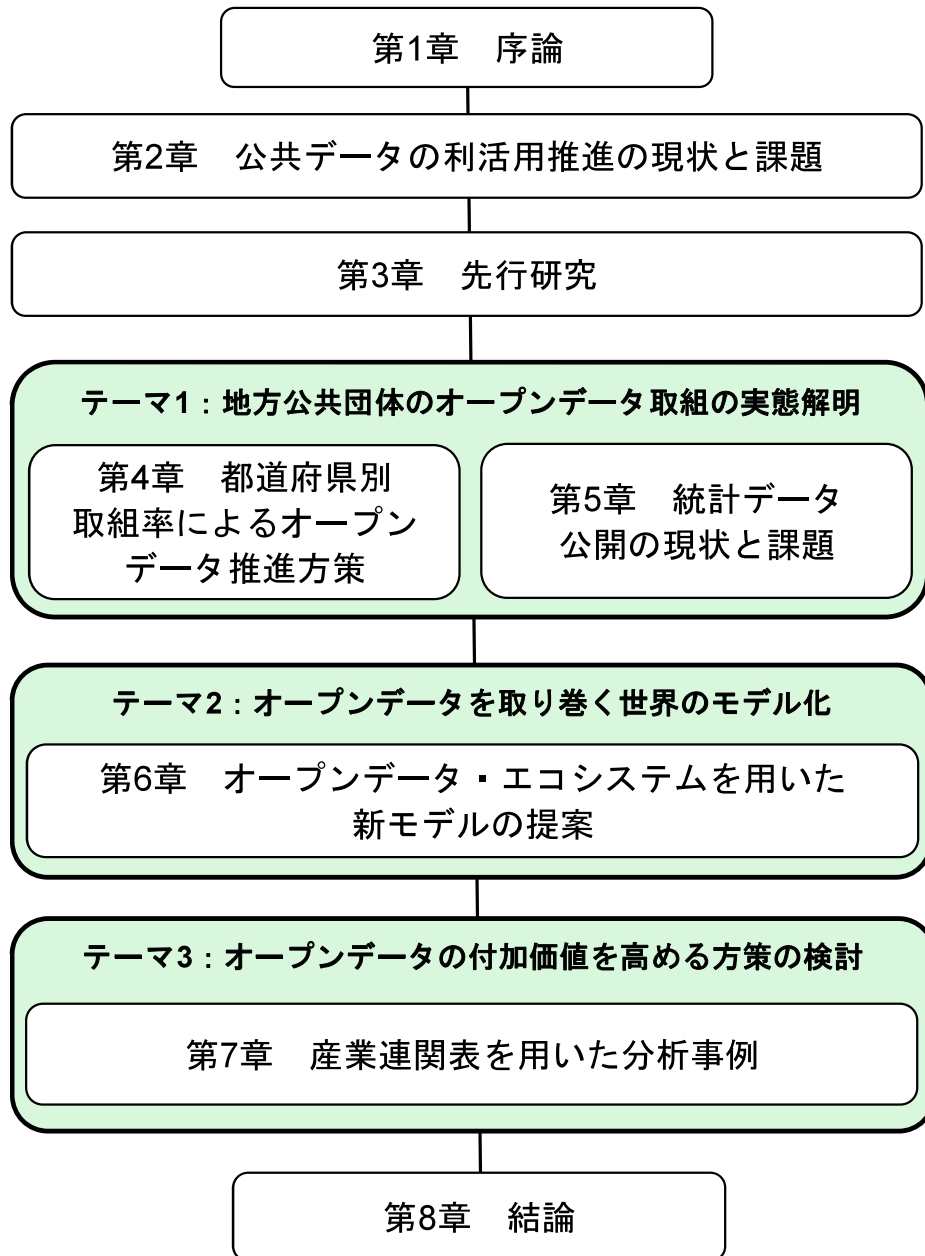 第1章　序論
第2章　公共データの利活用推進の現状と課題
第3章　先行研究
テーマ1：地方公共団体のオープンデータ取組の実態解明
第4章　都道府県別
取組率によるオープン
データ推進方策
第5章　統計データ
公開の現状と課題
テーマ2：オープンデータを取り巻く世界のモデル化
第6章　オープンデータ・エコシステムを用いた
新モデルの提案
テーマ3：オープンデータの付加価値を高める方策の検討
第7章　産業連関表を用いた分析事例
第8章　結論